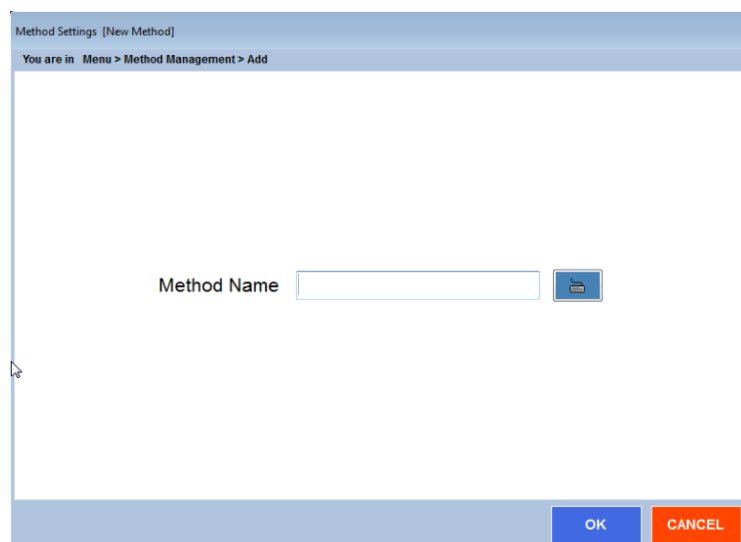 Method Settings [New Method]
You are in Menu > Method Management > Add
Method Name
OK CANCEL